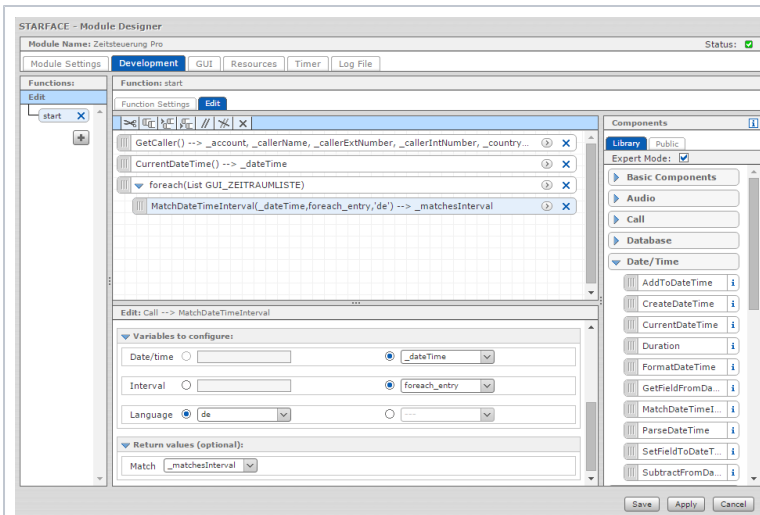 STARFACE - Module Designer
Module Name: Zeitsteuerung Pro
Status:
Module Settings Development GUI Resources Timer Log File
Functions:
Edit
start X
Function: start
Function Settings Edit
GetCaller() --> _account, _callerName, _callerExtNumber, _callerIntNumber, _country...
CurrentDateTime() --> _dateTime
foreach(List GUI_ZEITRAUMLISTE)
MatchDateTimeInterval(_dateTime,foreach_entry,'de') --> _matchesInterval
Edit: Call --> MatchDateTimeInterval
Variables to configure:
Date/time _dateTime
Interval foreach_entry
Language de ---
Return values (optional):
Match _matchesInterval
Components
Library Public
Expert Mode:
Basic Components
Audio
Call
Database
Date/Time
AddToDateTime
CreateDateTime
CurrentDateTime
Duration
FormatDateTime
GetFieldFromDa...
MatchDateTimeI...
ParseDateTime
SetFieldToDateT...
SubtractFromDa...
Save Apply Cancel